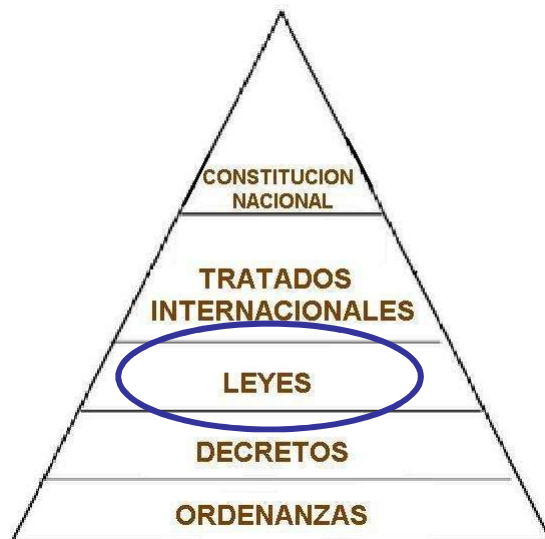 CONSTITUCION
NACIONAL
TRATADOS
INTERNACIONALES
LEYES
DECRETOS
ORDENANZAS